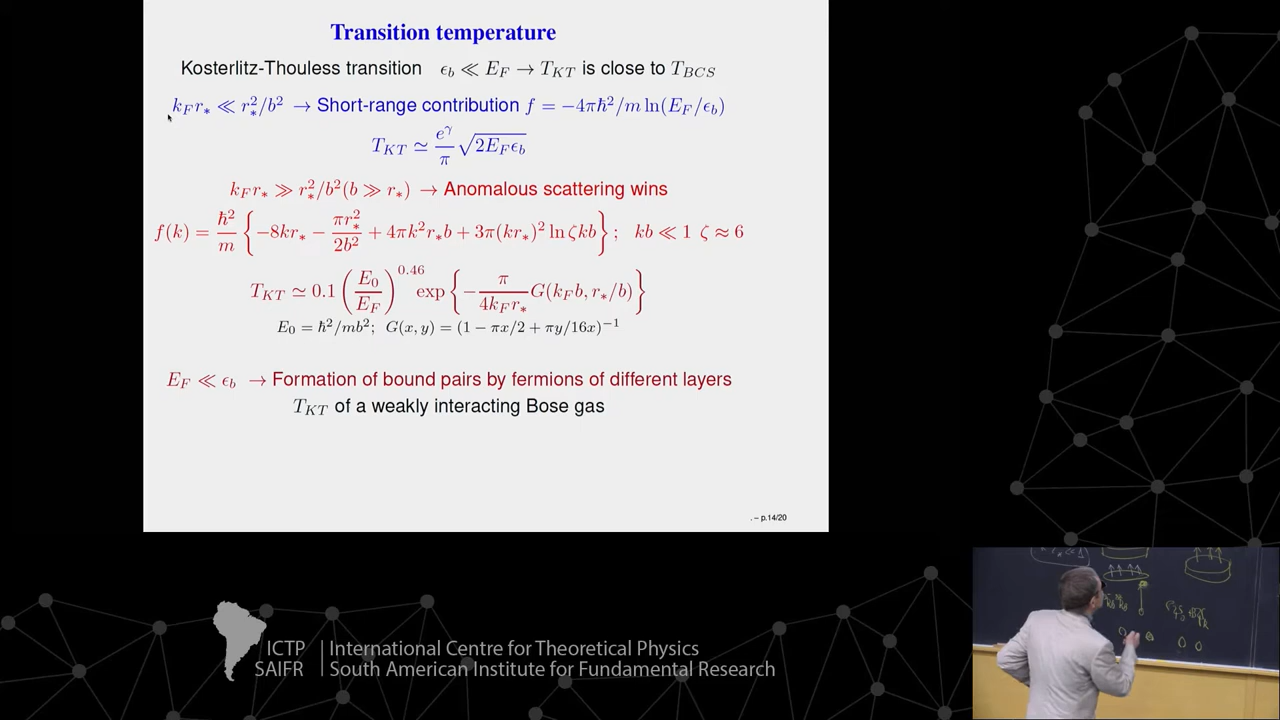 Transition temperature
Kosterlitz-Thouless transition ϵ_b ≪ E_F → T_KT is close to T_BCS
k_F r_* ≪ r_*^2/b^2 → Short-range contribution f = −4πħ^2/m ln(E_F/ϵ_b)
T_KT ≃ e^γ/π √(2E_F ϵ_b)
k_F r_* ≫ r_*^2/b^2 (b ≫ r_*) → Anomalous scattering wins
f(k) = ħ^2/m {−8kr_* − πr_*^2/2b^2 + 4πk^2 r_* b + 3π(kr_*)^2 ln ζkb}; kb ≪ 1 ζ ≈ 6
T_KT ≃ 0.1 (E_0/E_F)^0.46 exp {−π/4k_F r_* G(k_F b, r_*/b)}
E_0 = ħ^2/mb^2; G(x, y) = (1 − πx/2 + πy/16x)^−1
E_F ≪ ϵ_b → Formation of bound pairs by fermions of different layers
T_KT of a weakly interacting Bose gas
. – p.14/20
ICTP International Centre for Theoretical Physics
SAIFR South American Institute for Fundamental Research